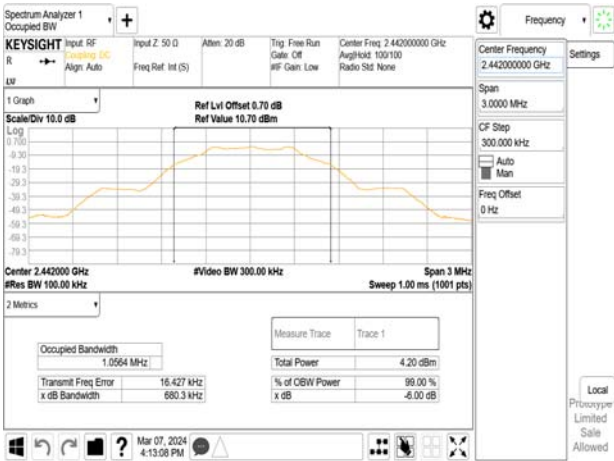 Spectrum Analyzer 1
Occupied BW
+
Frequency
KEYSIGHT Input: RF Input Z: 50 Ω Atten: 20 dB Trig: Free Run Center Freq: 2.442000000 GHz
R Coupling: DC Gate: Off Avg|Hold: 100/100
Align: Auto Freq Ref: Int (S) #IF Gain: Low Radio Std: None
Center Frequency
2.442000000 GHz
Settings
Span
3.0000 MHz
CF Step
300.000 kHz
Auto
Man
Freq Offset
0 Hz
1 Graph
Ref Lvl Offset 0.70 dB
Scale/Div 10.0 dB Ref Value 10.70 dBm
Log
0.700
-9.30
-19.3
-29.3
-39.3
-49.3
-59.3
-69.3
-79.3
Center 2.442000 GHz #Video BW 300.00 kHz Span 3 MHz
#Res BW 100.00 kHz Sweep 1.00 ms (1001 pts)
2 Metrics
Measure Trace Trace 1
Occupied Bandwidth
1.0564 MHz Total Power 4.20 dBm
Transmit Freq Error 16.427 kHz % of OBW Power 99.00 %
x dB Bandwidth 680.3 kHz x dB -6.00 dB
Local
Prototype
Limited
Sale
Allowed
?
Mar 07, 2024
4:13:08 PM